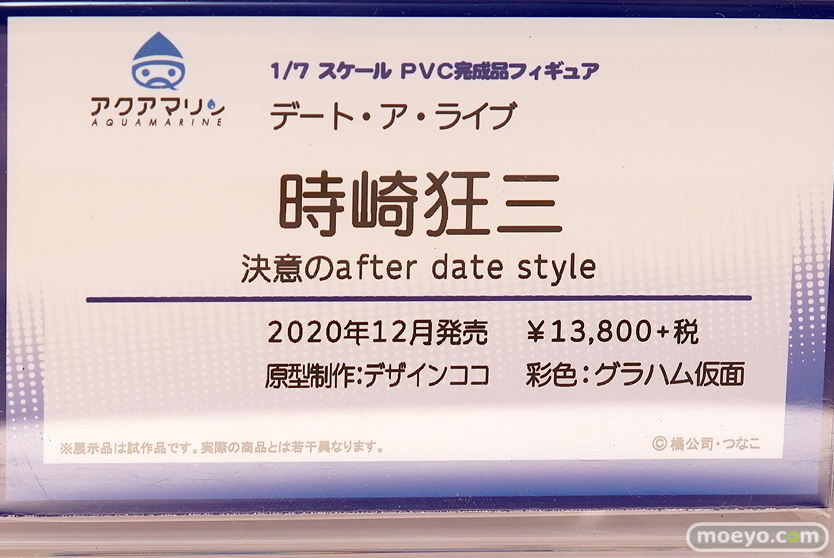 アクアマリン
AQUAMARINE
1/7 スケール PVC完成品フィギュア
デート・ア・ライブ
時崎狂三
決意のafter date style
2020年12月発売 ¥13,800+税
原型制作:デザインココ 彩色:グラハム仮面
※展示品は試作品です。実際の商品とは若干異なります。
©橘公司・つなこ
moeyo.com